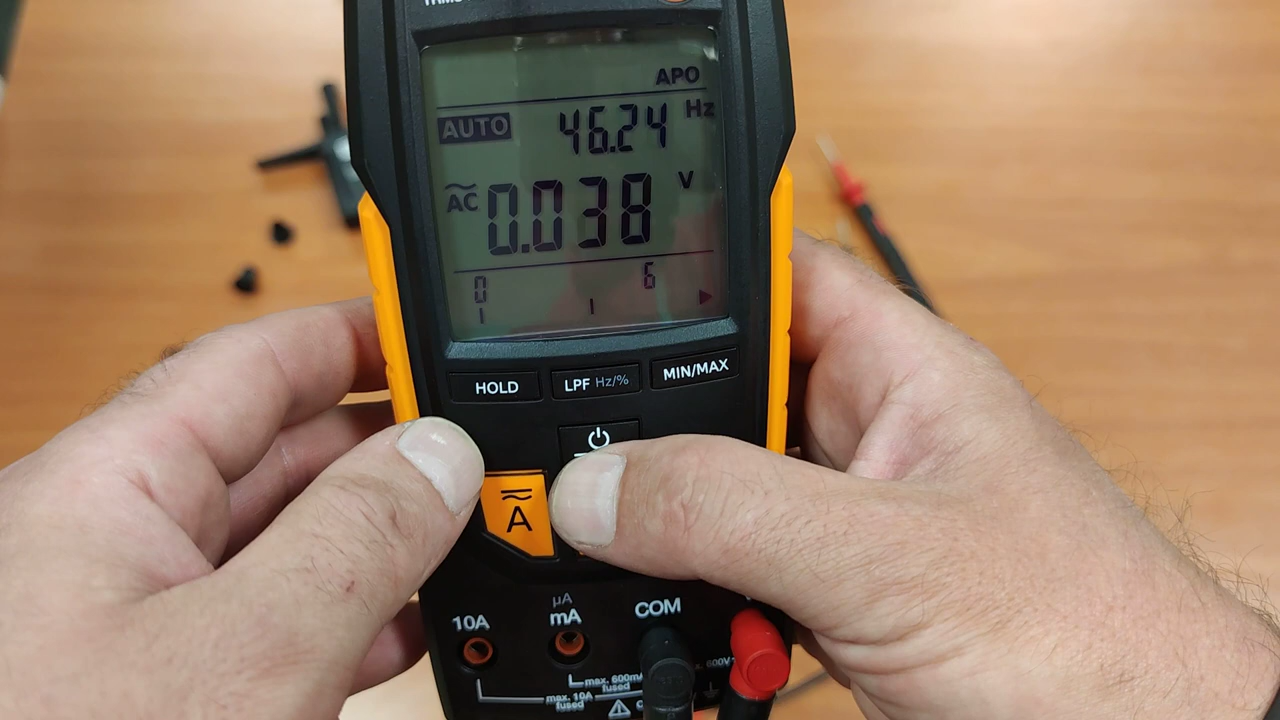 APO
AUTO 46.24 Hz
AC 0.038 V
0 6
HOLD LPF Hz/% MIN/MAX
A
µA
10A mA COM
600V
max. 600mA
fused
max. 10A
fused